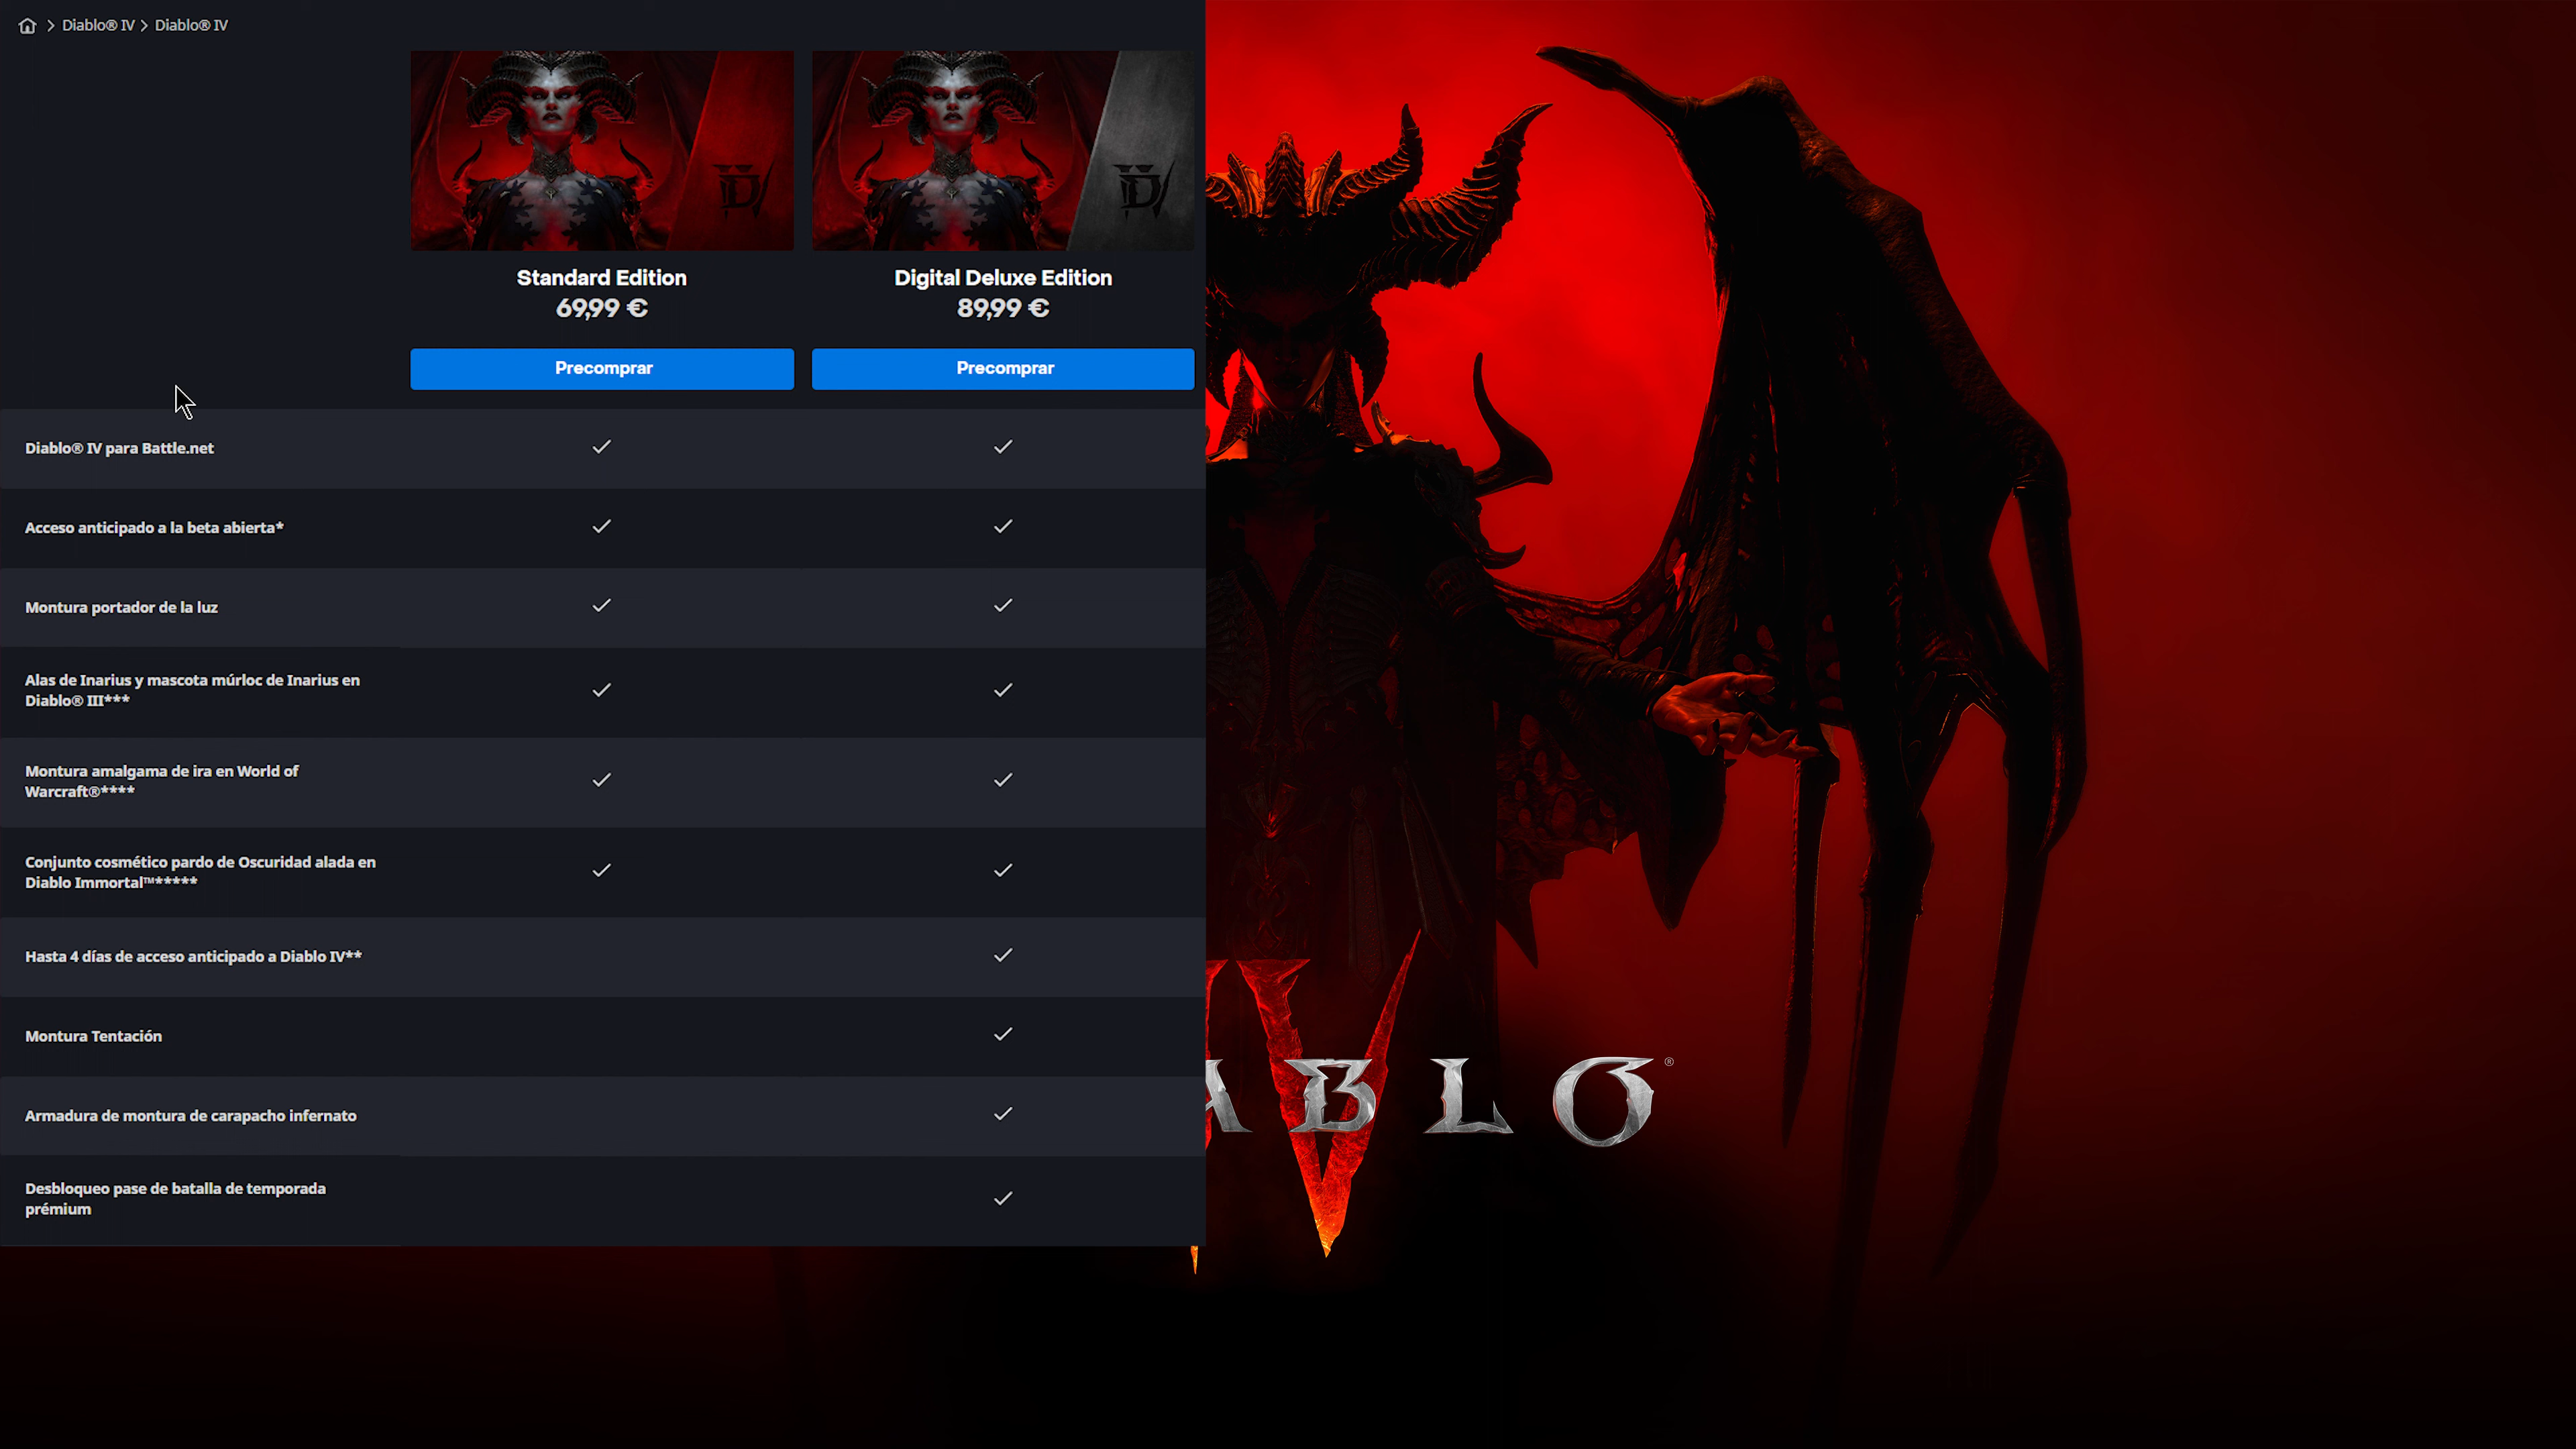 Diablo® IV > Diablo® IV
Standard Edition
69,99 €
Precomprar
Digital Deluxe Edition
89,99 €
Precomprar
Diablo® IV para Battle.net
Acceso anticipado a la beta abierta*
Montura portador de la luz
Alas de Inarius y mascota múrloc de Inarius en
Diablo® III***
Montura amalgama de ira en World of
Warcraft®****
Conjunto cosmético pardo de Oscuridad alada en
Diablo Immortal™*****
Hasta 4 días de acceso anticipado a Diablo IV**
Montura Tentación
Armadura de montura de carapacho infernato
Desbloqueo pase de batalla de temporada
prémium
ABLO®